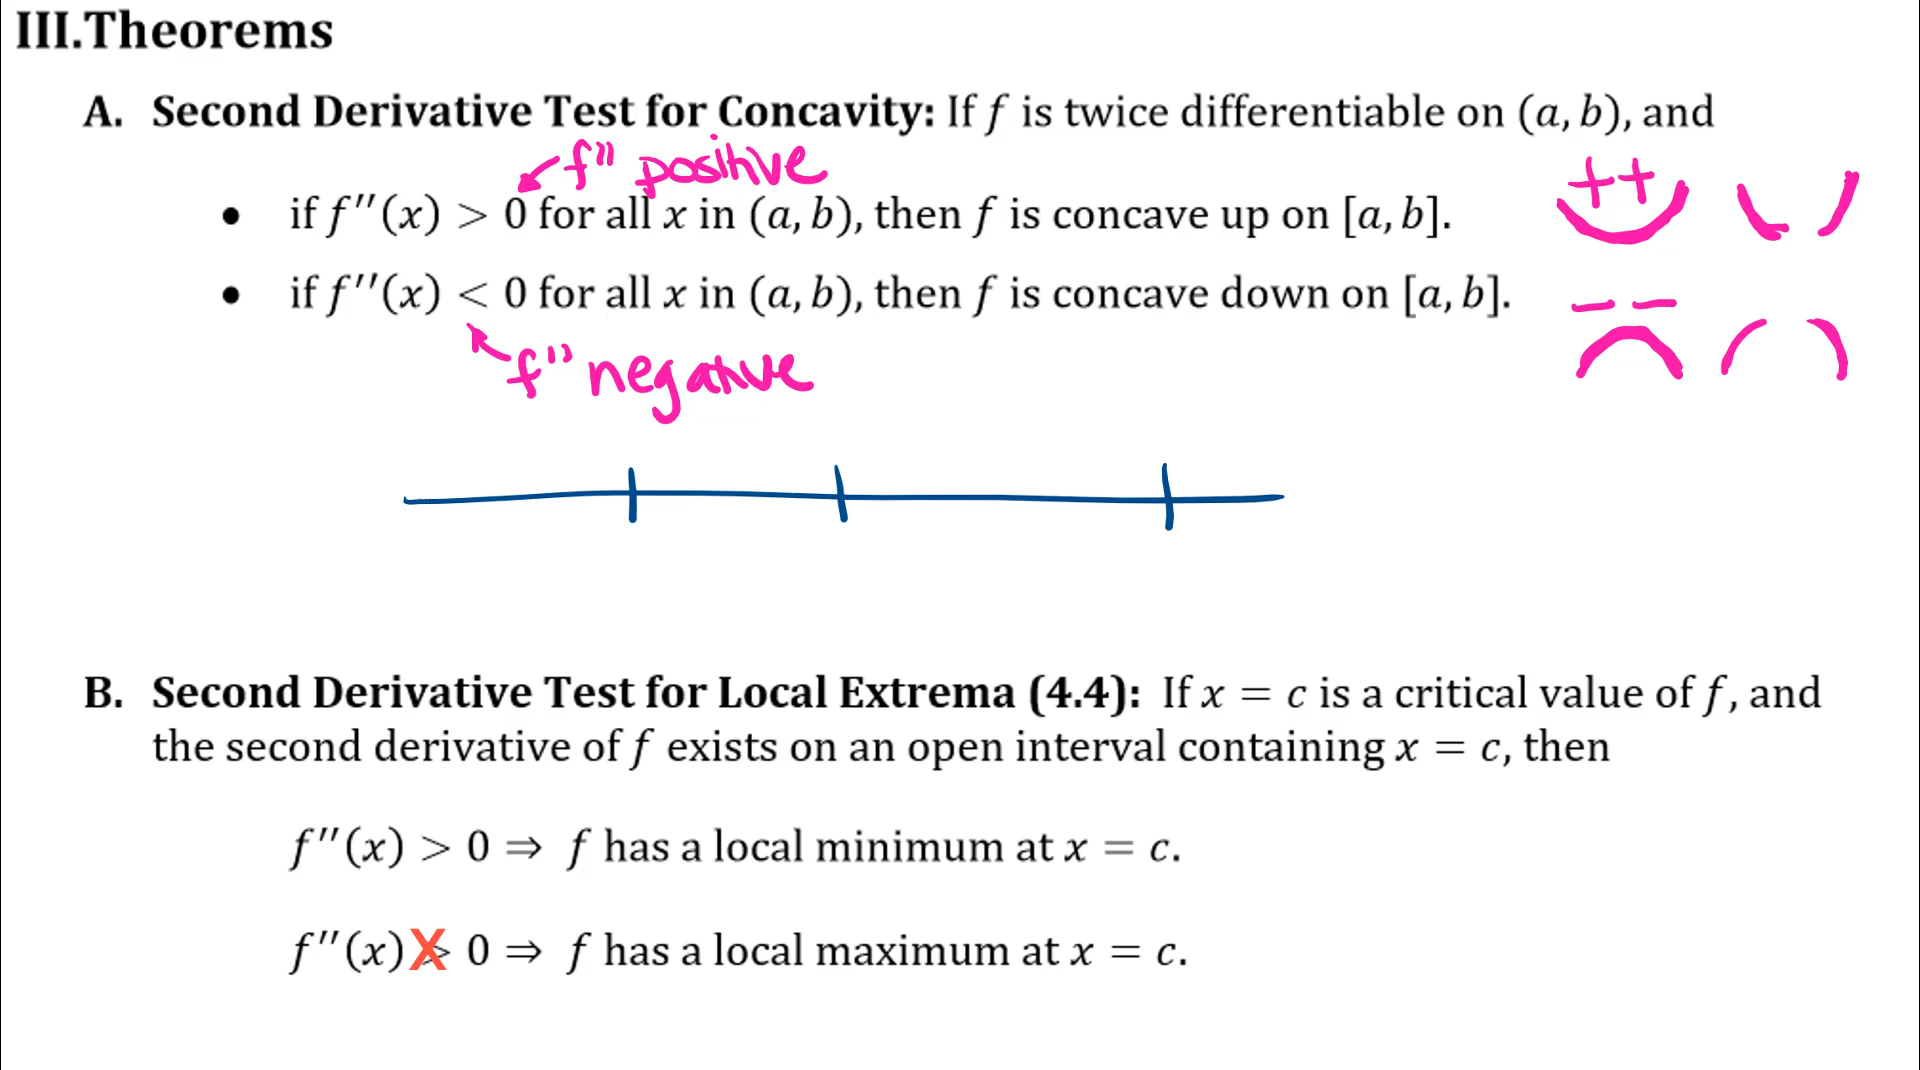 III.Theorems
A. Second Derivative Test for Concavity: If f is twice differentiable on (a, b), and
f" positive
• if f′′(x) > 0 for all x in (a, b), then f is concave up on [a, b].
• if f′′(x) < 0 for all x in (a, b), then f is concave down on [a, b].
f" negative
B. Second Derivative Test for Local Extrema (4.4): If x = c is a critical value of f, and
the second derivative of f exists on an open interval containing x = c, then
f′′(x) > 0 ⇒ f has a local minimum at x = c.
f′′(x) X > 0 ⇒ f has a local maximum at x = c.